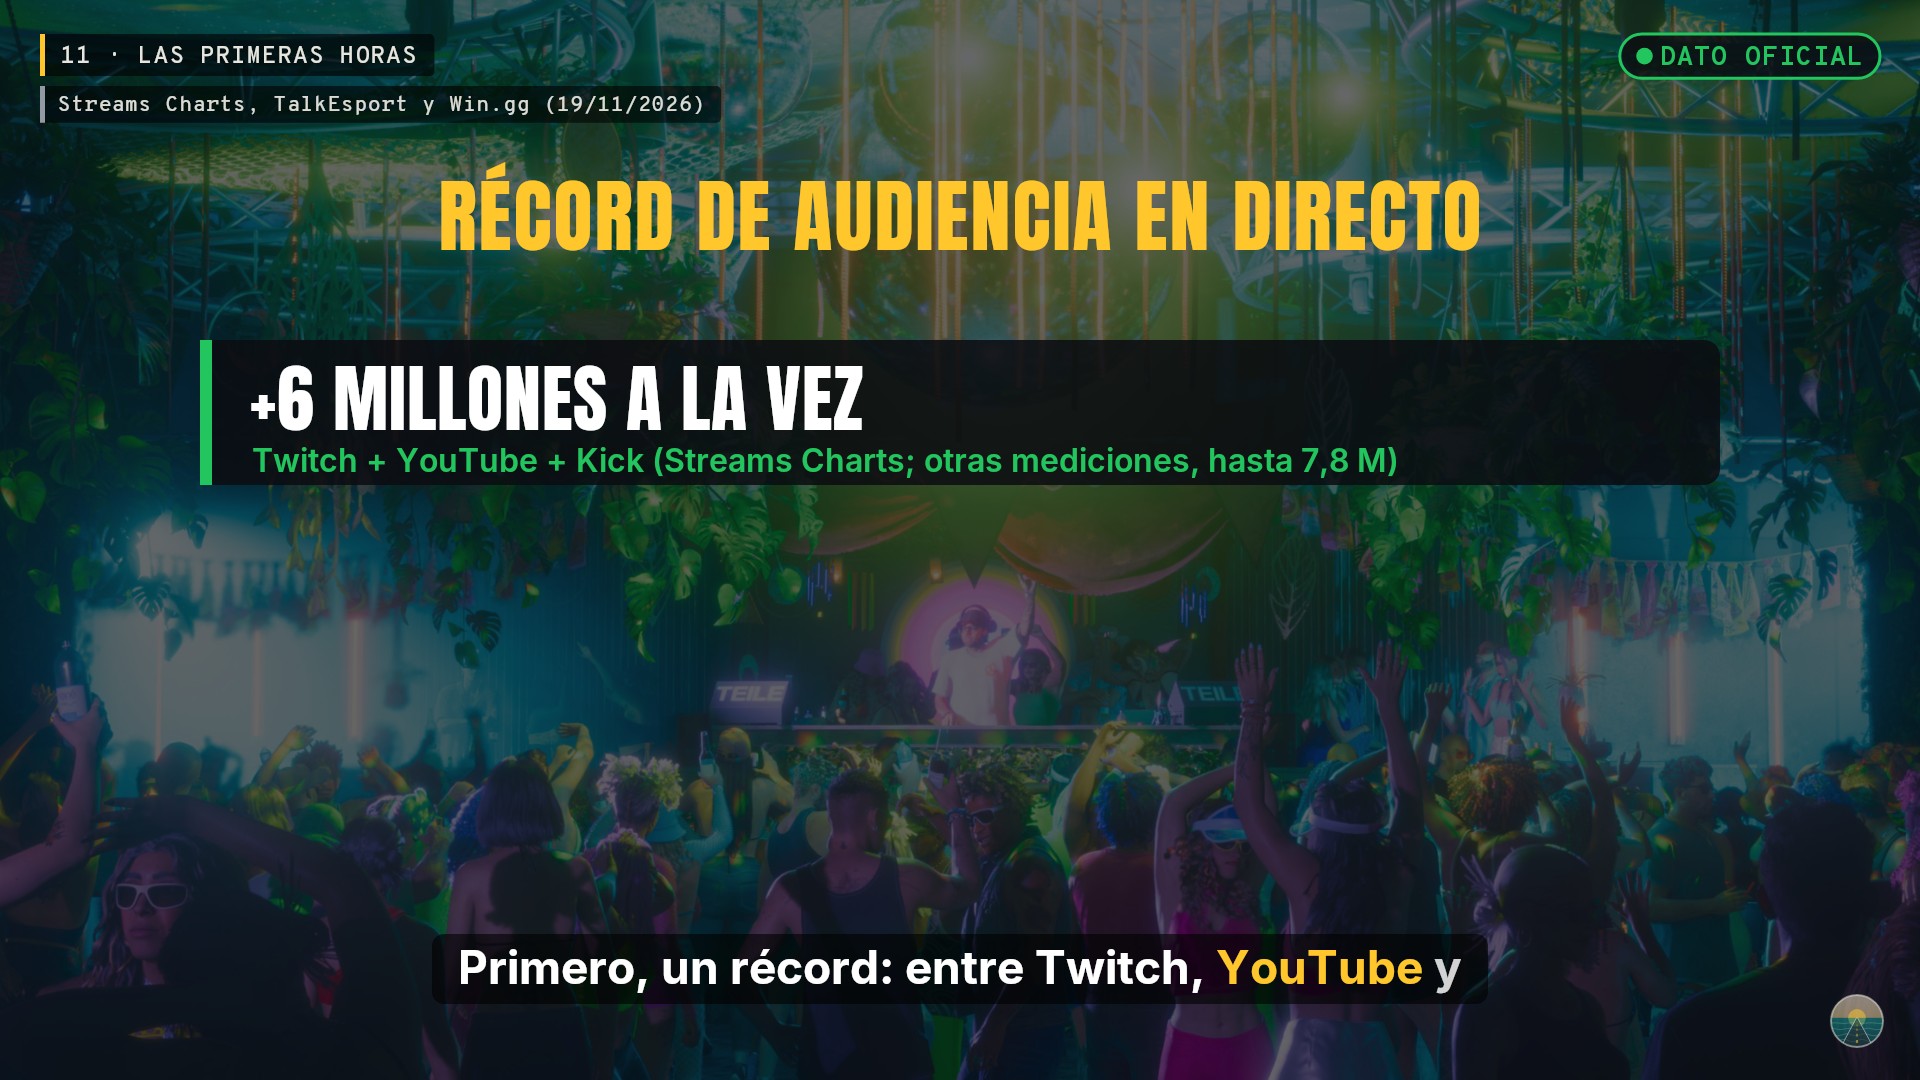 11 · LAS PRIMERAS HORAS
DATO OFICIAL
Streams Charts, TalkEsport y Win.gg (19/11/2026)
RÉCORD DE AUDIENCIA EN DIRECTO
+6 MILLONES A LA VEZ
Twitch + YouTube + Kick (Streams Charts; otras mediciones, hasta 7,8 M)
TEILE
TEILE
Primero, un récord: entre Twitch, YouTube y